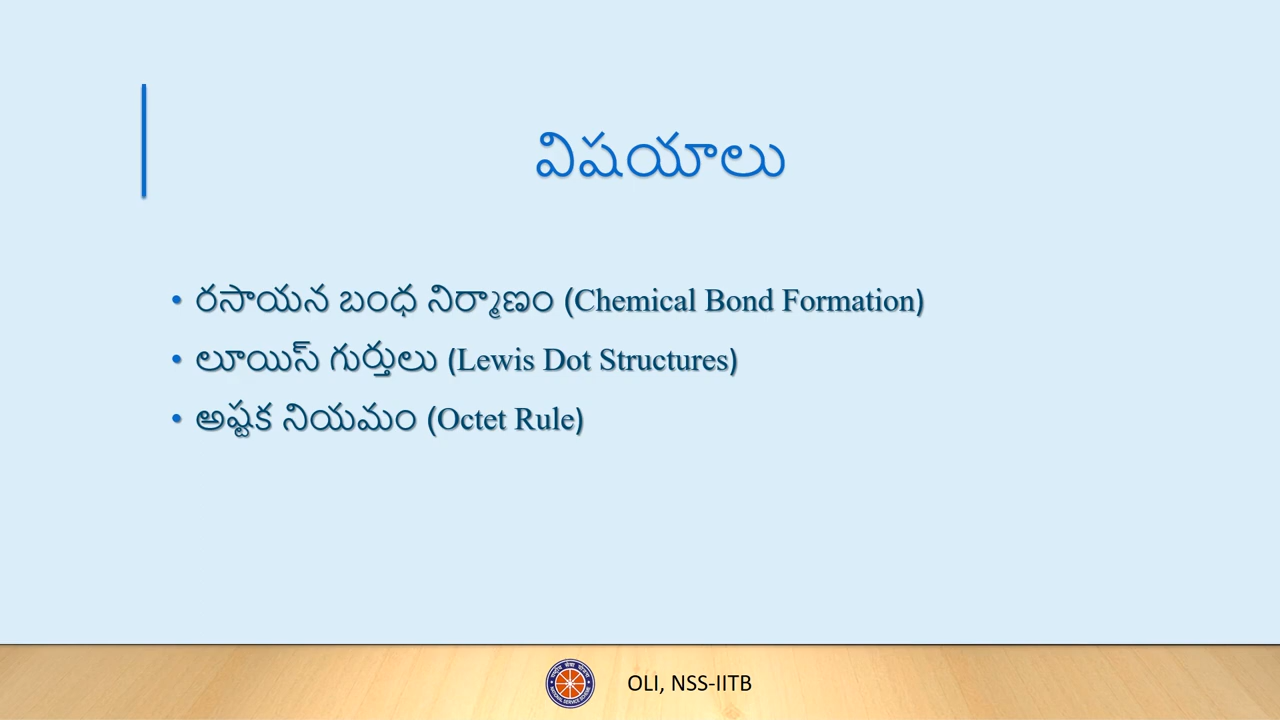 విషయాలు
• రసాయన బంధ నిర్మాణం (Chemical Bond Formation)
• లూయిస్ గుర్తులు (Lewis Dot Structures)
• అష్టక నియమం (Octet Rule)
OLI, NSS-IITB